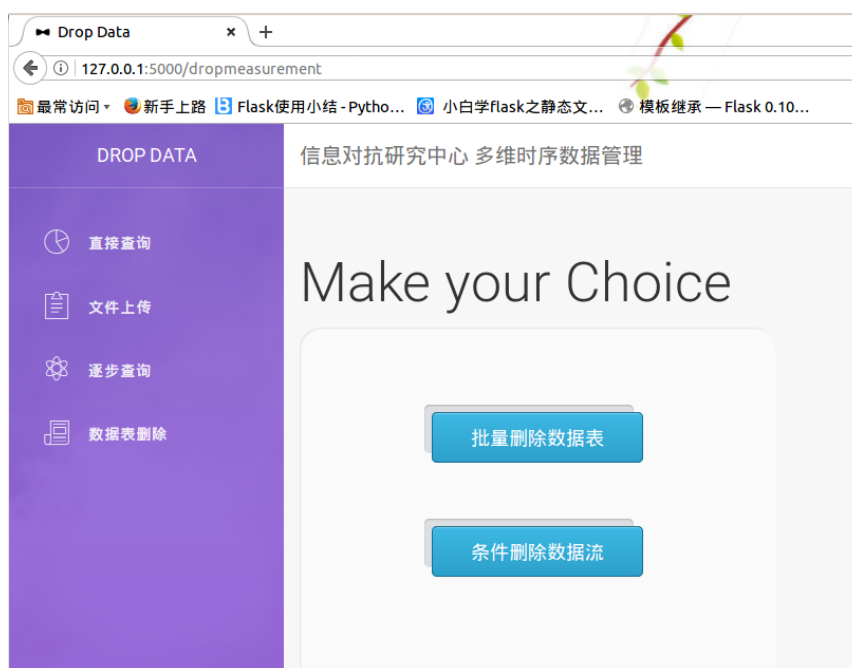 Drop Data
127.0.0.1:5000/dropmeasurement
最常访问 新手上路 Flask使用小结 - Pytho... 小白学flask之静态文... 模板继承 — Flask 0.10...
DROP DATA
信息对抗研究中心 多维时序数据管理
直接查询
文件上传
逐步查询
数据表删除
Make your Choice
批量删除数据表
条件删除数据流